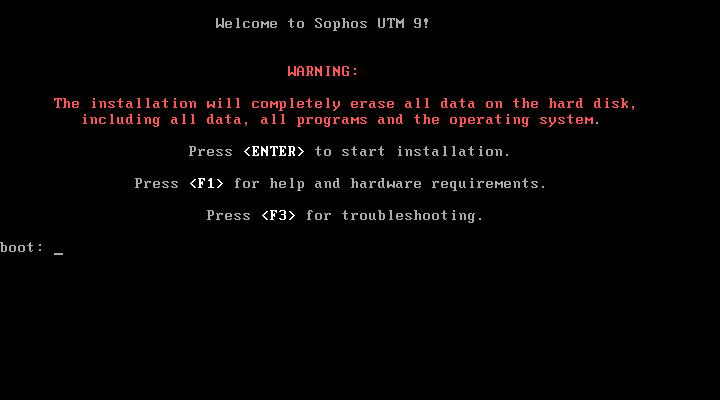 Welcome to Sophos UTM 9!
WARNING:
The installation will completely erase all data on the hard disk,
including all data, all programs and the operating system.
Press <ENTER> to start installation.
Press <F1> for help and hardware requirements.
Press <F3> for troubleshooting.
boot: _